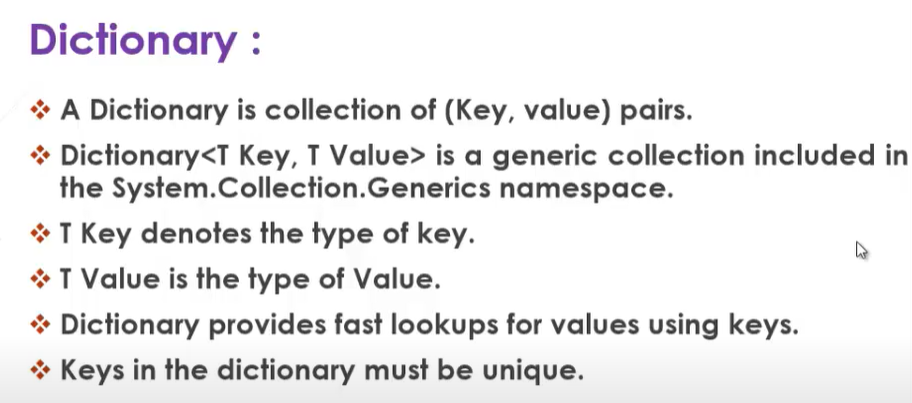 Dictionary :
❖ A Dictionary is collection of (Key, value) pairs.
❖ Dictionary<T Key, T Value> is a generic collection included in
the System.Collection.Generics namespace.
❖ T Key denotes the type of key.
❖ T Value is the type of Value.
❖ Dictionary provides fast lookups for values using keys.
❖ Keys in the dictionary must be unique.